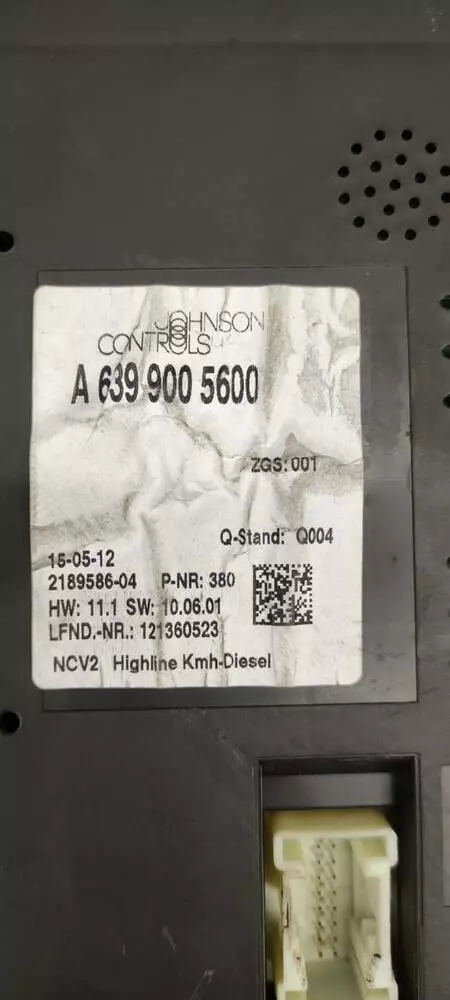 JOHNSON
CONTROLS
A 639 900 5600
ZGS: 001
Q-Stand: Q004
15-05-12
2189586-04 P-NR: 380
HW: 11.1 SW: 10.06.01
LFND.-NR.: 121360523
NCV2 Highline Kmh-Diesel